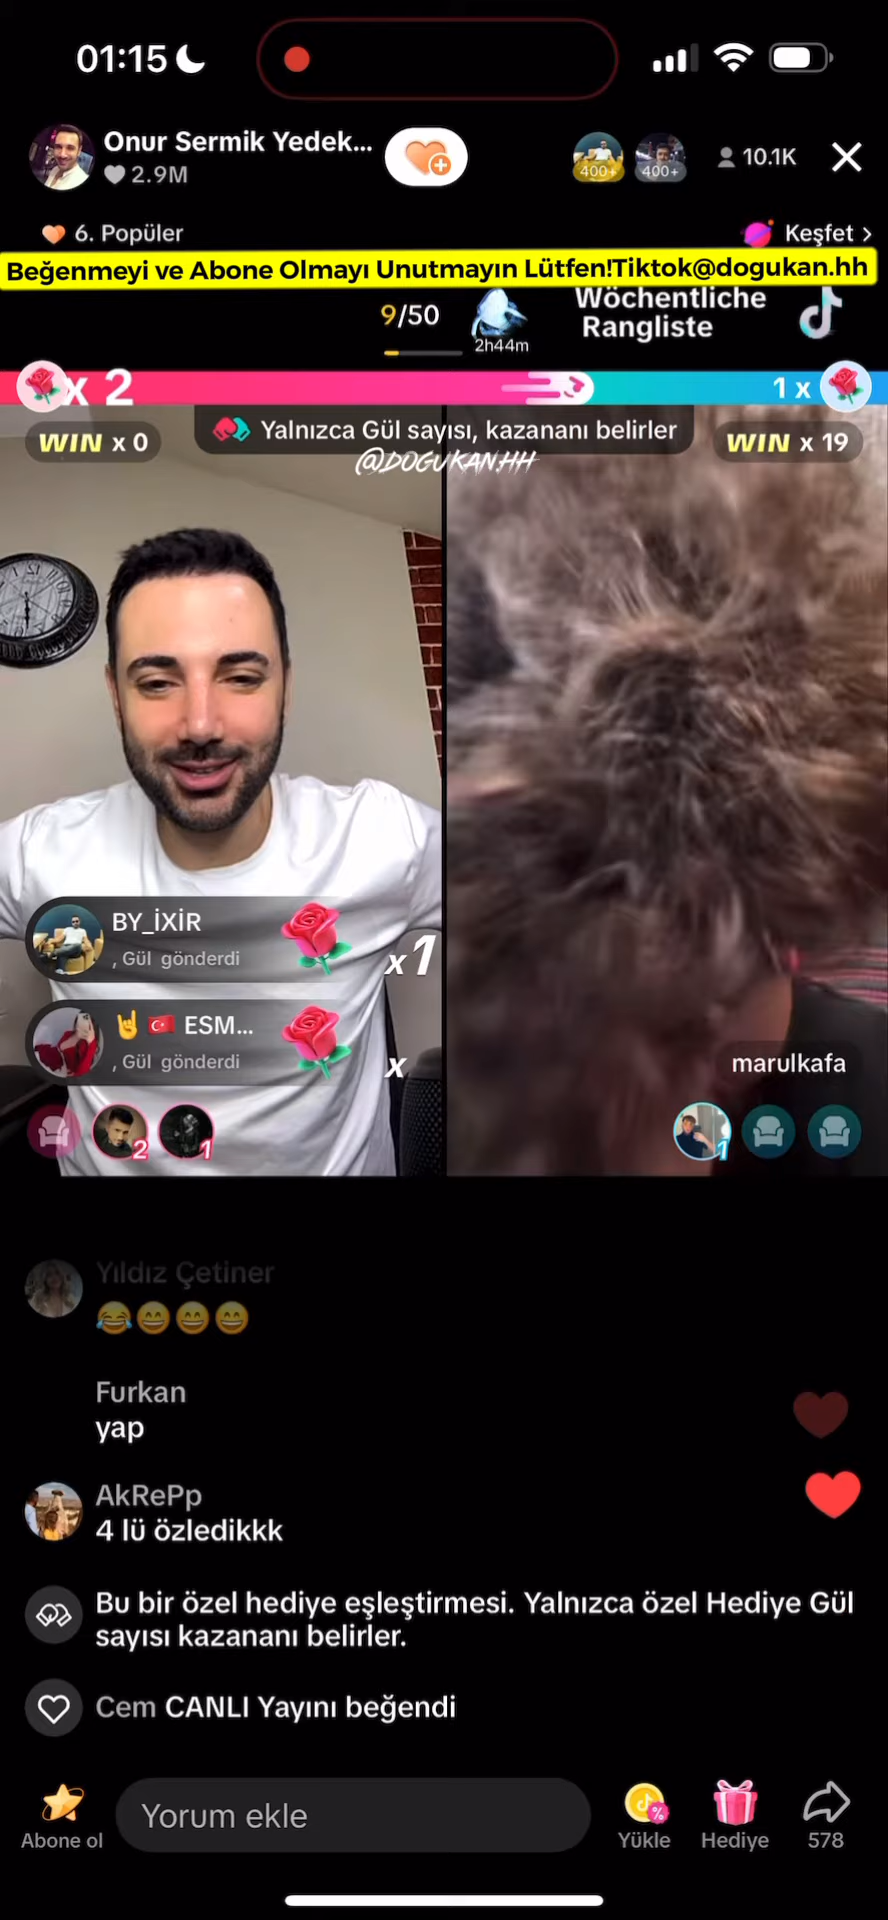 01:15
Onur Sermik Yedek...
2.9M
400+
400+
10.1K
6. Popüler
Keşfet >
Beğenmeyi ve Abone Olmayı Unutmayın Lütfen!Tiktok@dogukan.hh
9/50
2h44m
Wöchentliche
Rangliste
x 2
1 x
WIN x 0
Yalnızca Gül sayısı, kazananı belirler
WIN x 19
@DOGUKAN.HH
BY_İXİR
, Gül gönderdi
x1
ESM...
, Gül gönderdi
x
marulkafa
2
1
1
Yıldız Çetiner
Furkan
yap
AkRePp
4 lü özledikkk
Bu bir özel hediye eşleştirmesi. Yalnızca özel Hediye Gül
sayısı kazananı belirler.
Cem CANLI Yayını beğendi
Abone ol
Yorum ekle
Yükle
Hediye
578